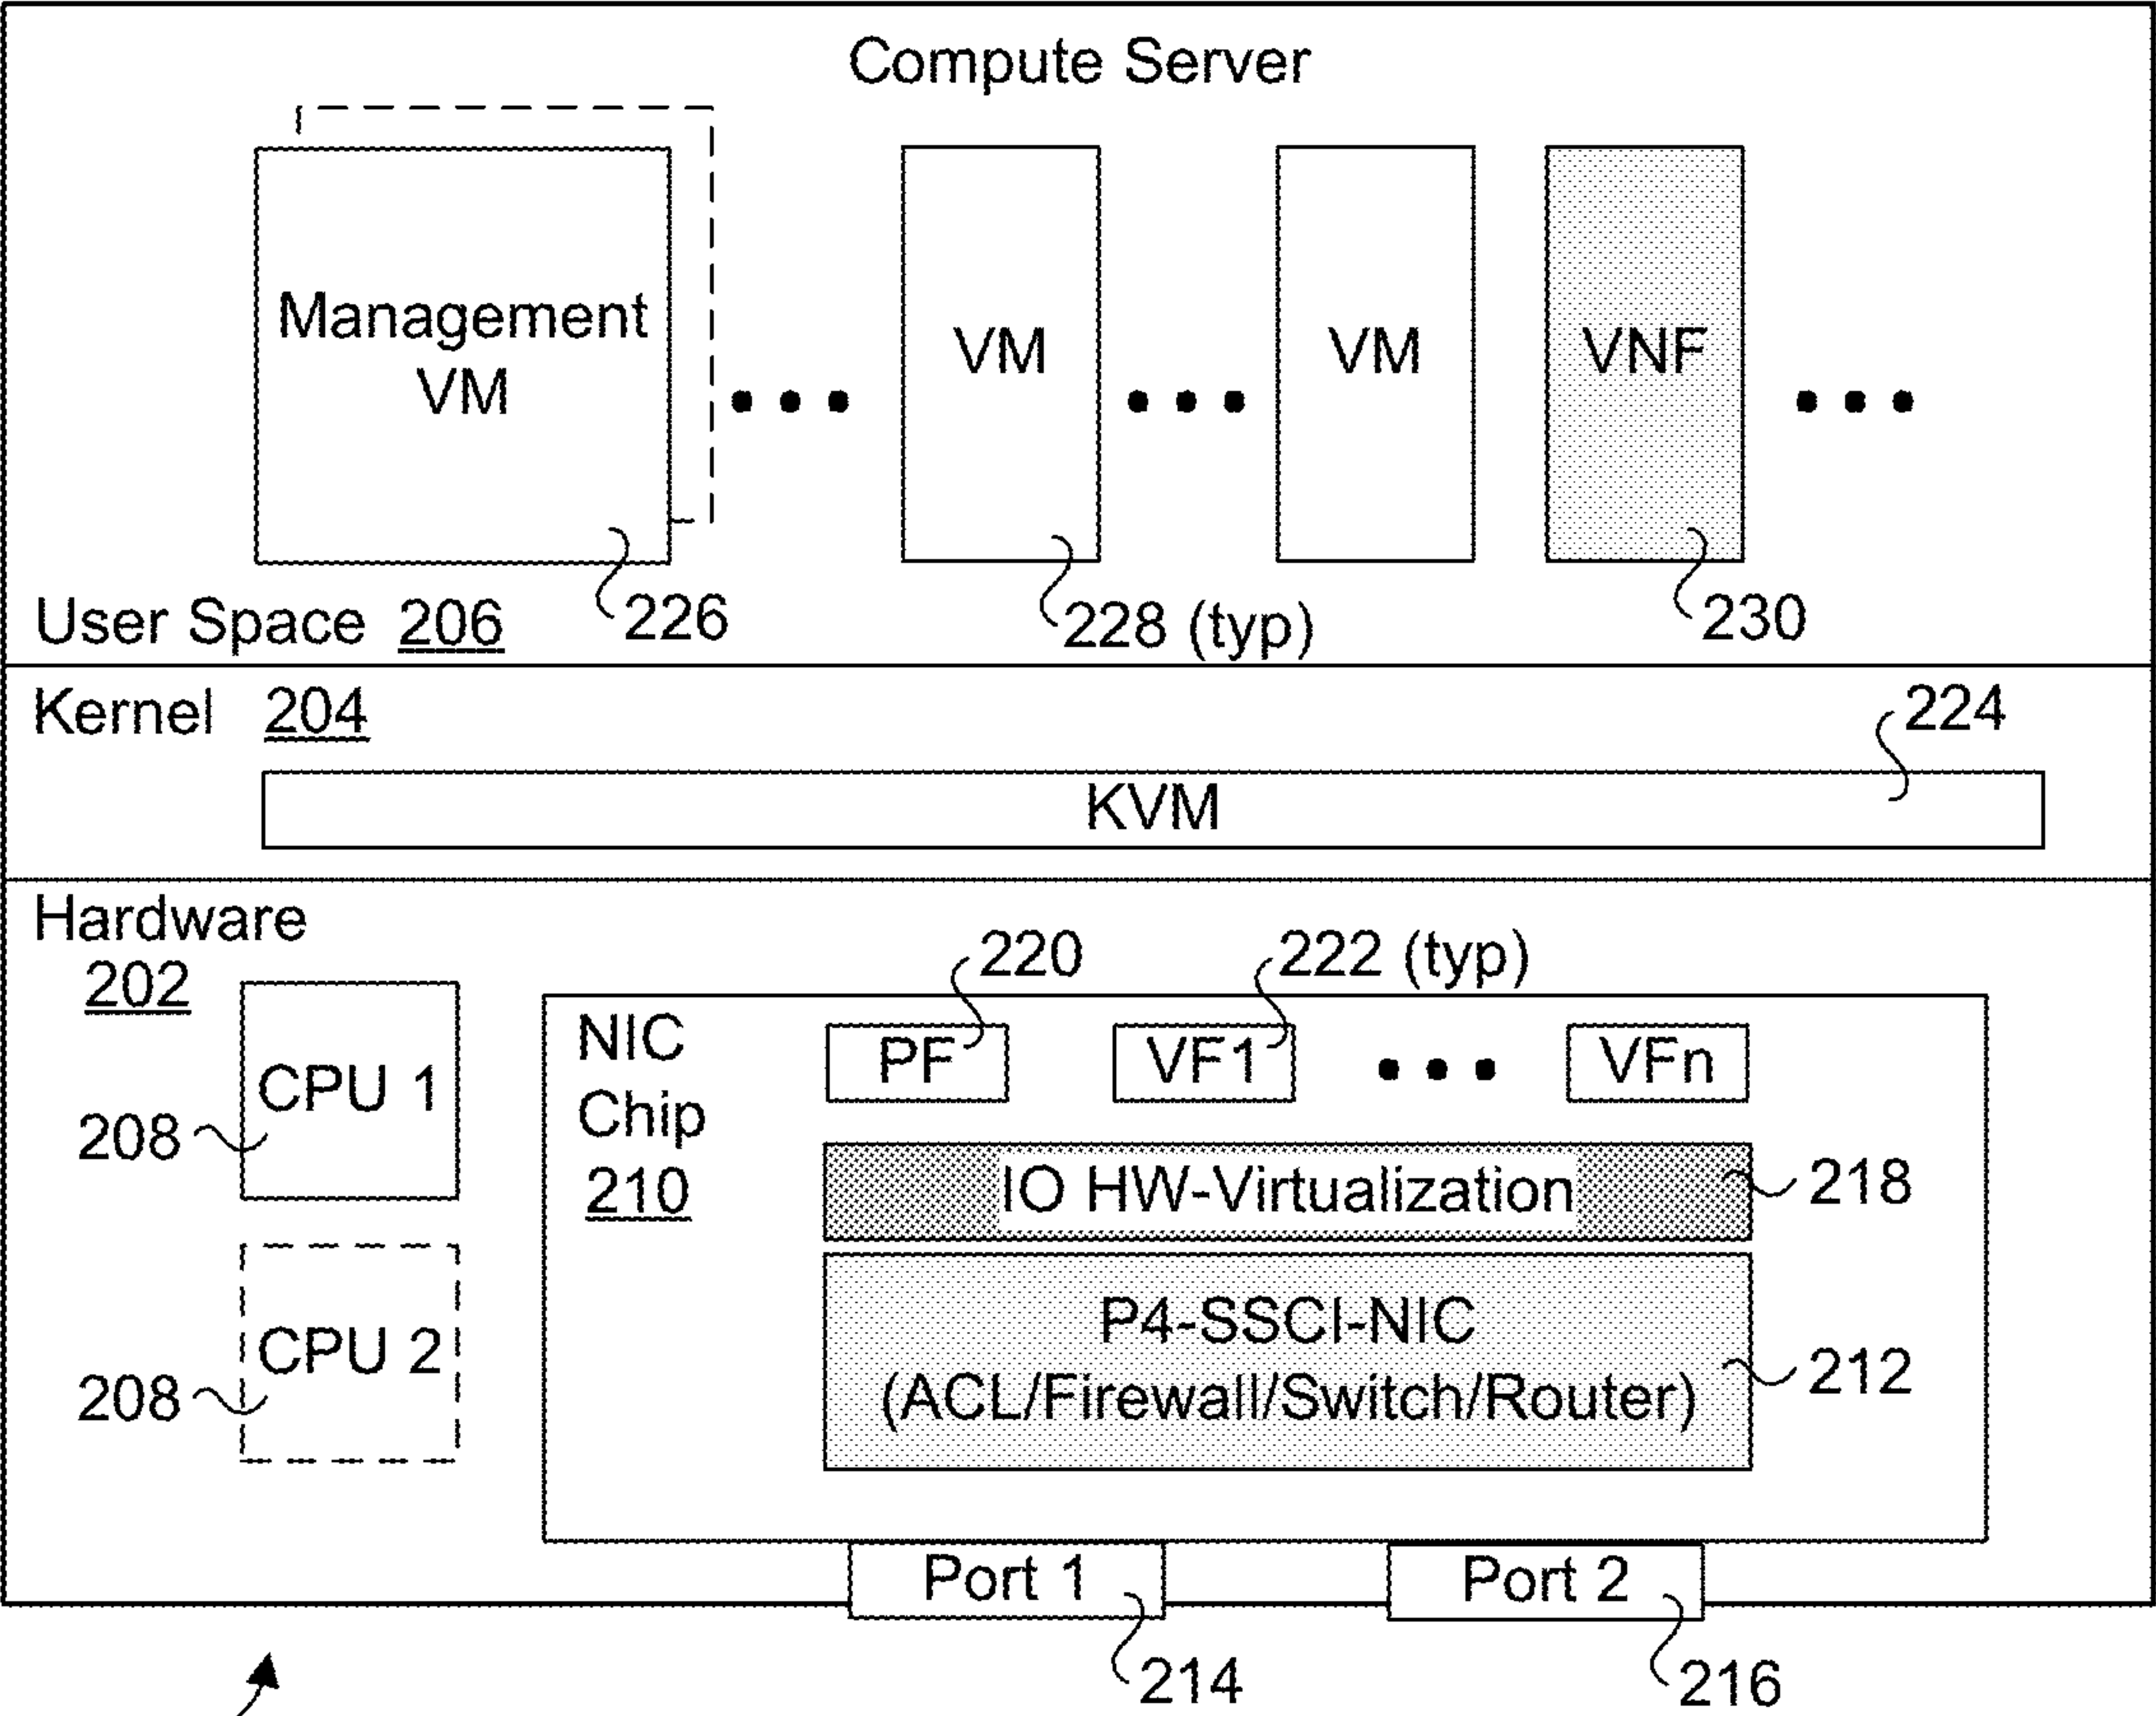 Compute Server
Management
VM
VM
VM
VNF
User Space 206
226
228 (typ)
230
Kernel 204
224
KVM
Hardware
202
220
222 (typ)
NIC
Chip
210
PF
VF1
VFn
CPU 1
208
IO HW-Virtualization
218
CPU 2
208
P4-SSCI-NIC
(ACL/Firewall/Switch/Router)
212
Port 1
Port 2
214
216